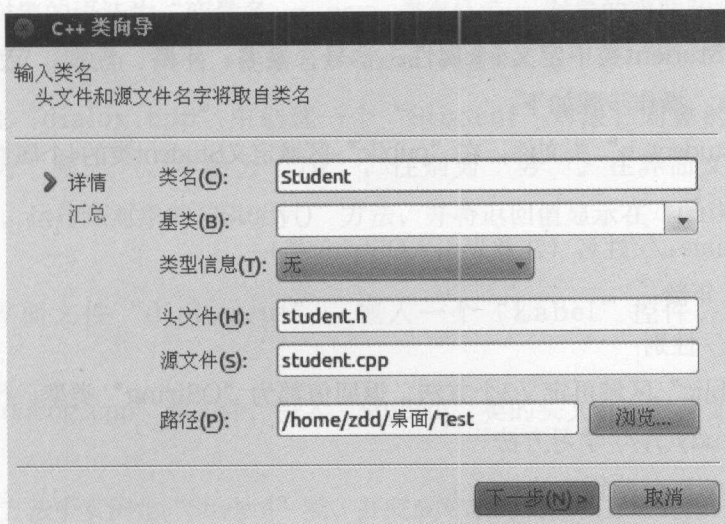 C++ 类向导
输入类名
头文件和源文件名字将取自类名
详情
汇总
类名(C): Student
基类(B):
类型信息(T): 无
头文件(H): student.h
源文件(S): student.cpp
路径(P): /home/zdd/桌面/Test 浏览...
下一步(N) > 取消